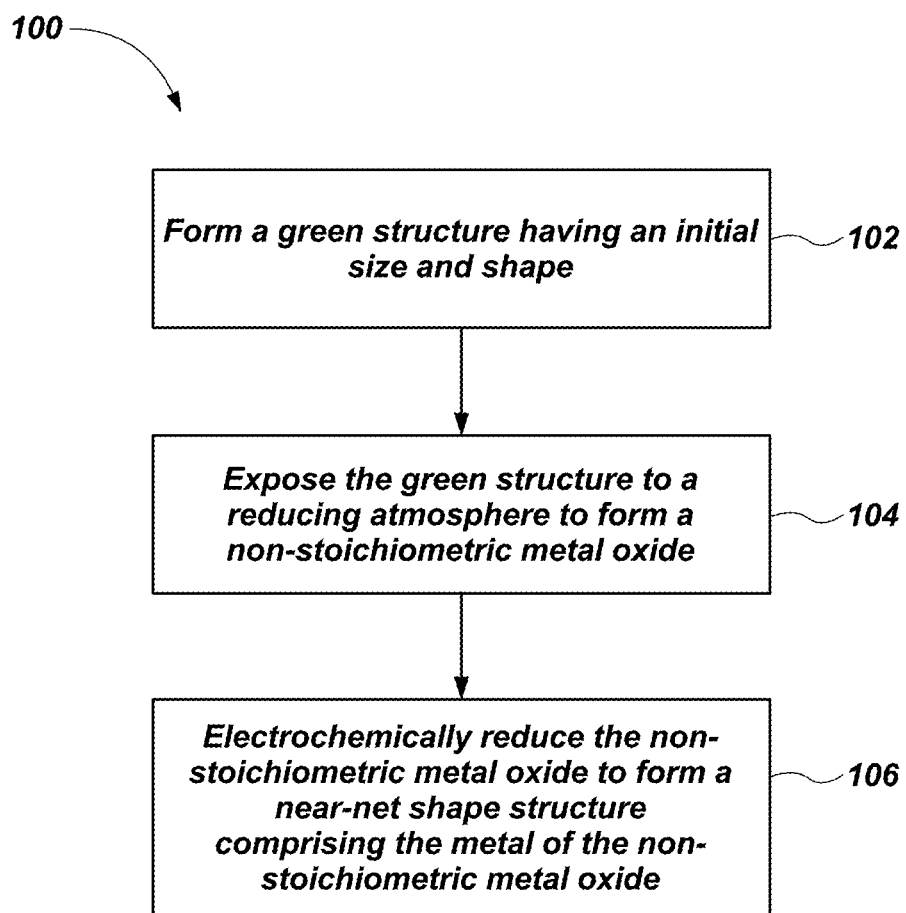 100
Form a green structure having an initial
size and shape
102
Expose the green structure to a
reducing atmosphere to form a
non-stoichiometric metal oxide
104
Electrochemically reduce the non-
stoichiometric metal oxide to form a
near-net shape structure
comprising the metal of the non-
stoichiometric metal oxide
106